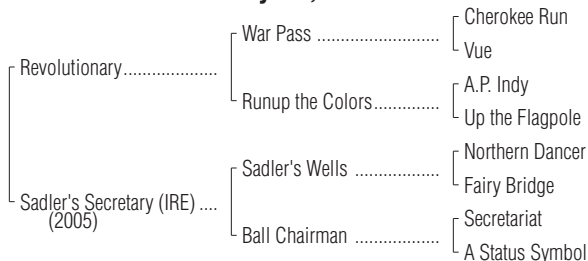 Cherokee Run
War Pass ......................
Vue
Revolutionary....................
A.P. Indy
Runup the Colors..............
Up the Flagpole
Northern Dancer
Sadler's Wells ..................
Fairy Bridge
Sadler's Secretary (IRE) ....
(2005)
Secretariat
Ball Chairman ..................
A Status Symbol